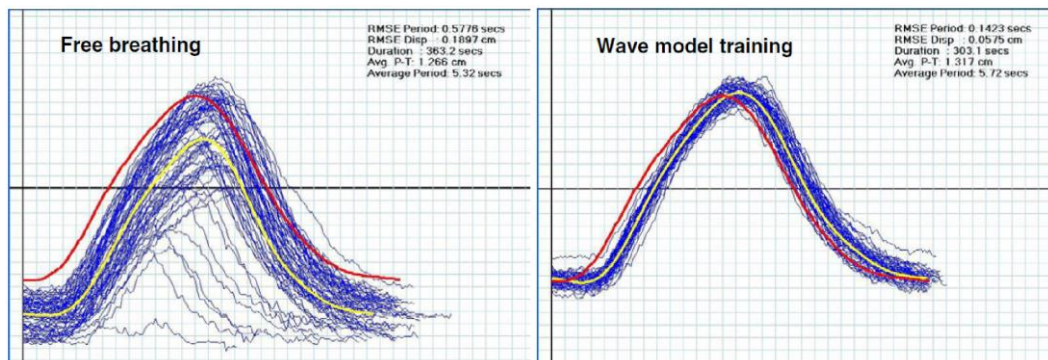 Free breathing
RMSE Period: 0.5776 secs
RMSE Disp : 0.1897 cm
Duration : 363.2 secs
Avg. P-T: 1.266 cm
Average Period: 5.32 secs
Wave model training
RMSE Period: 0.1423 secs
RMSE Disp : 0.0575 cm
Duration : 303.1 secs
Avg. P-T: 1.317 cm
Average Period: 5.72 secs